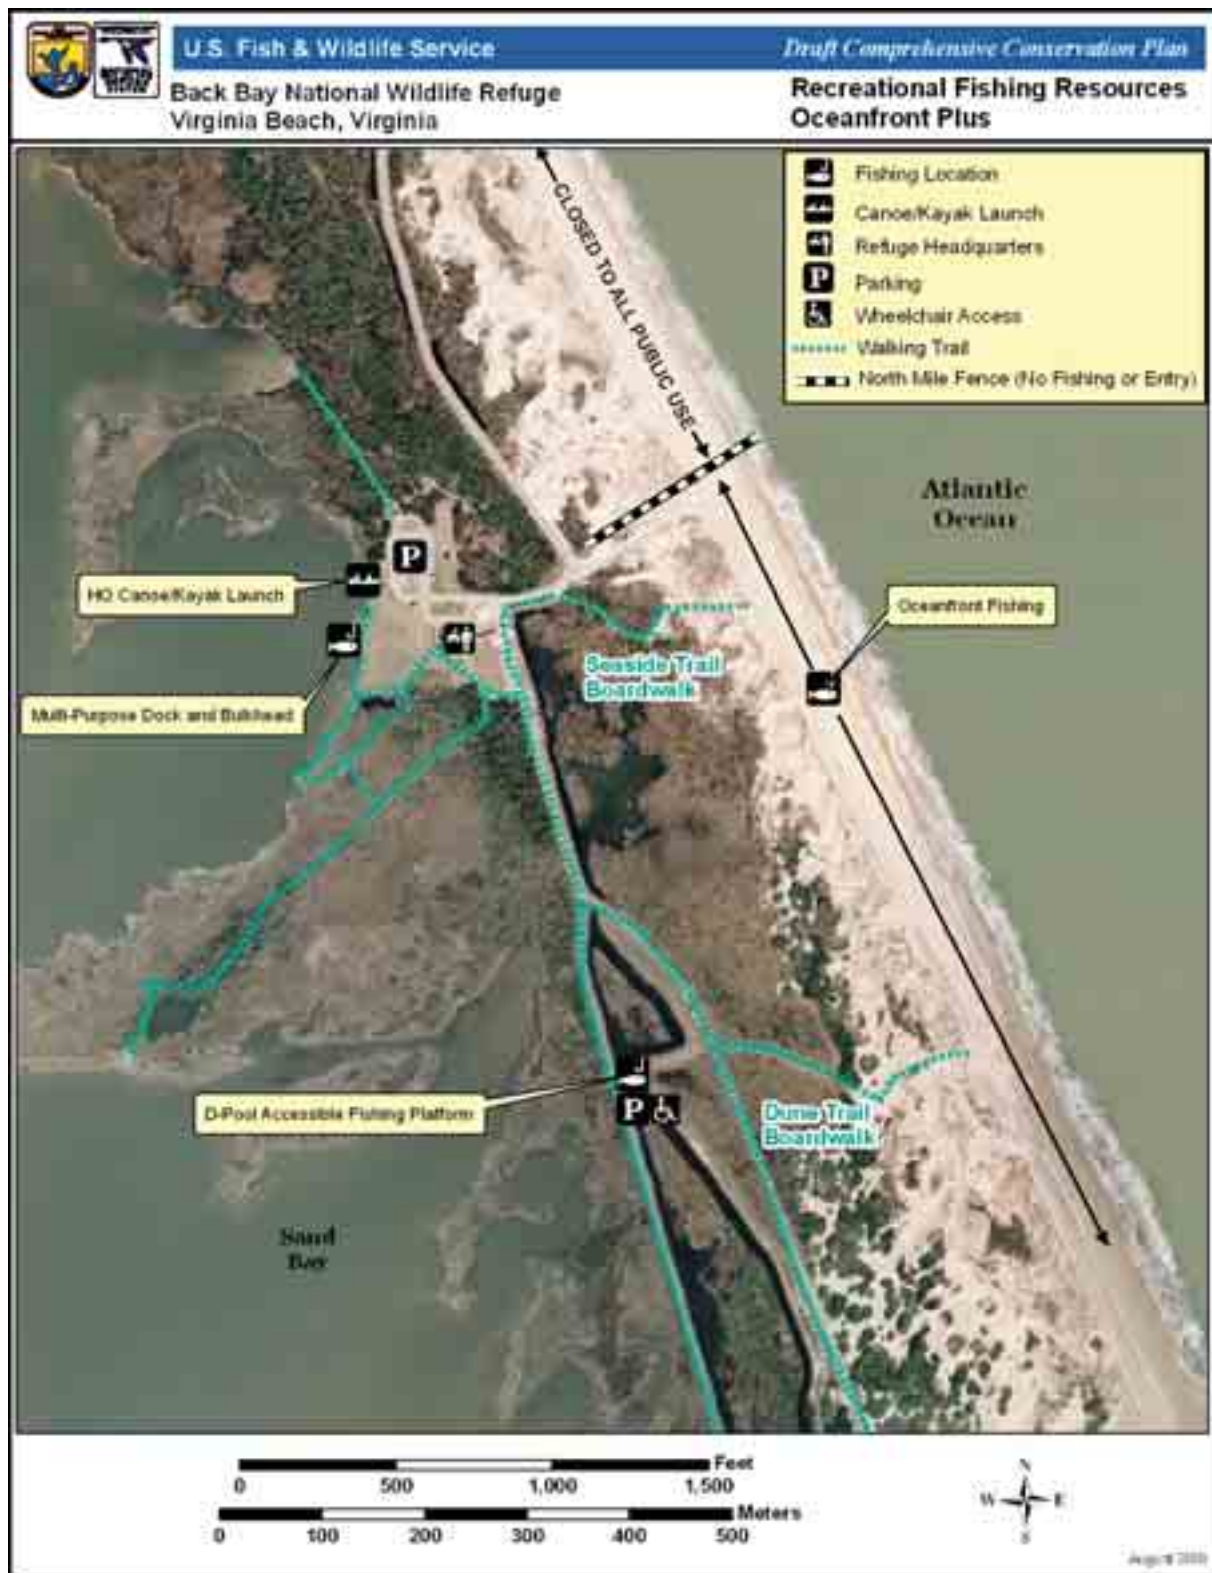 U.S. Fish & Wildlife Service
Draft Comprehensive Conservation Plan
Back Bay National Wildlife Refuge
Virginia Beach, Virginia
Recreational Fishing Resources
Oceanfront Plus
Fishing Location
Canoe/Kayak Launch
Refuge Headquarters
P
Parking
Wheelchair Access
Walking Trail
North Mile Fence (No Fishing or Entry)
CLOSED TO ALL PUBLIC USE
Atlantic
Ocean
P
HQ Canoe/Kayak Launch
Oceanfront Fishing
Multi-Purpose Dock and Bulkhead
Seaside Trail
Boardwalk
D-Pool Accessible Fishing Platform
P
Dune Trail
Boardwalk
Sand
Bay
Feet
0 500 1,000 1,500
Meters
0 100 200 300 400 500
N
W E
S
August